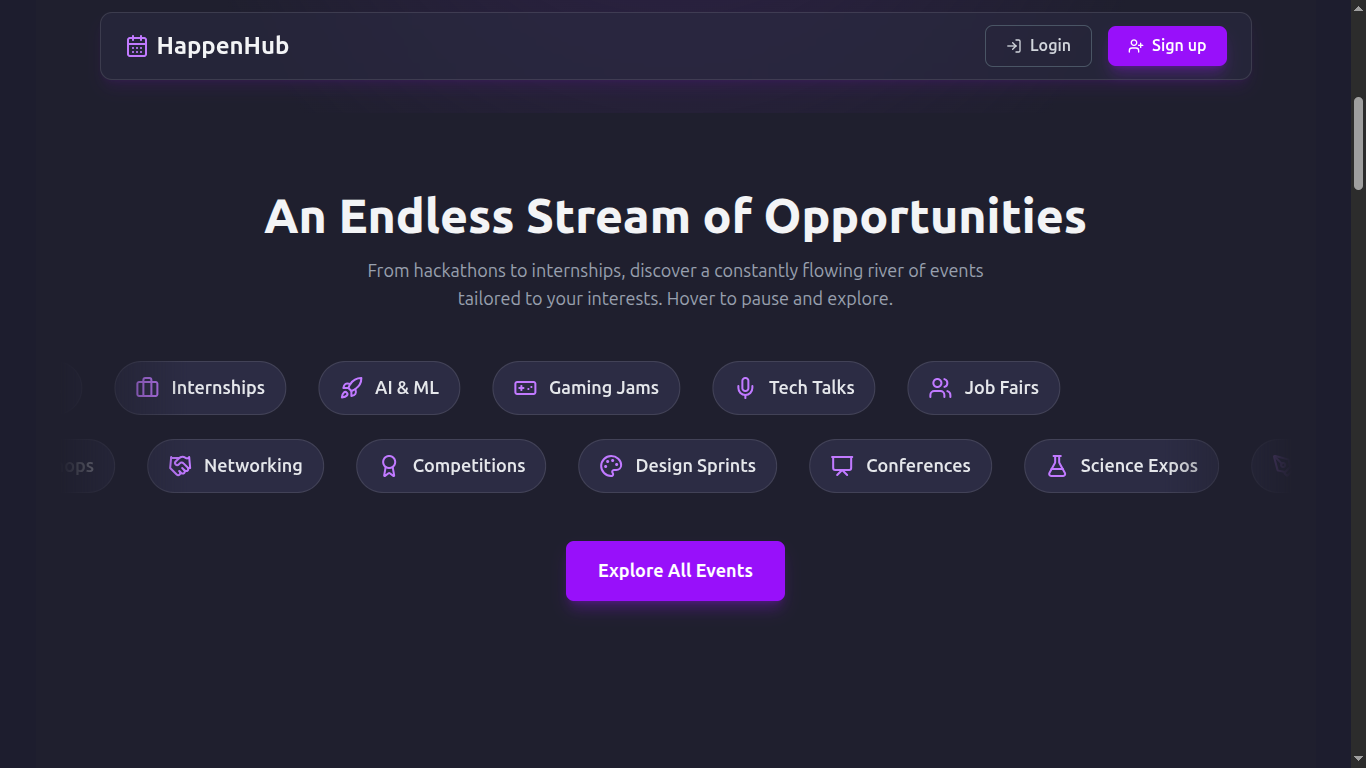 HappenHub
Login
Sign up
An Endless Stream of Opportunities
From hackathons to internships, discover a constantly flowing river of events
tailored to your interests. Hover to pause and explore.
Internships
AI & ML
Gaming Jams
Tech Talks
Job Fairs
Networking
Competitions
Design Sprints
Conferences
Science Expos
Explore All Events